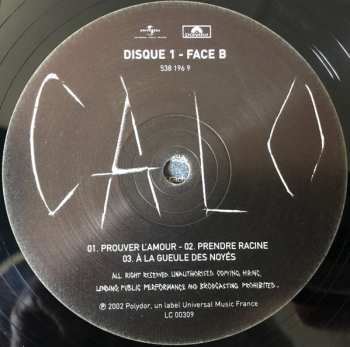 UNIVERSAL
Polydor
DISQUE 1 - FACE B
538 196 9
CALO
01. PROUVER L'AMOUR - 02. PRENDRE RACINE
03. À LA GUEULE DES NOYÉS
ALL RIGHT RESERVED. UNAUTHORISED COPYING, HIRING,
LENDING, PUBLIC PERFORMANCE AND BROADCASTING PROHIBITED..
℗ 2002 Polydor, un label Universal Music France
LC 00309